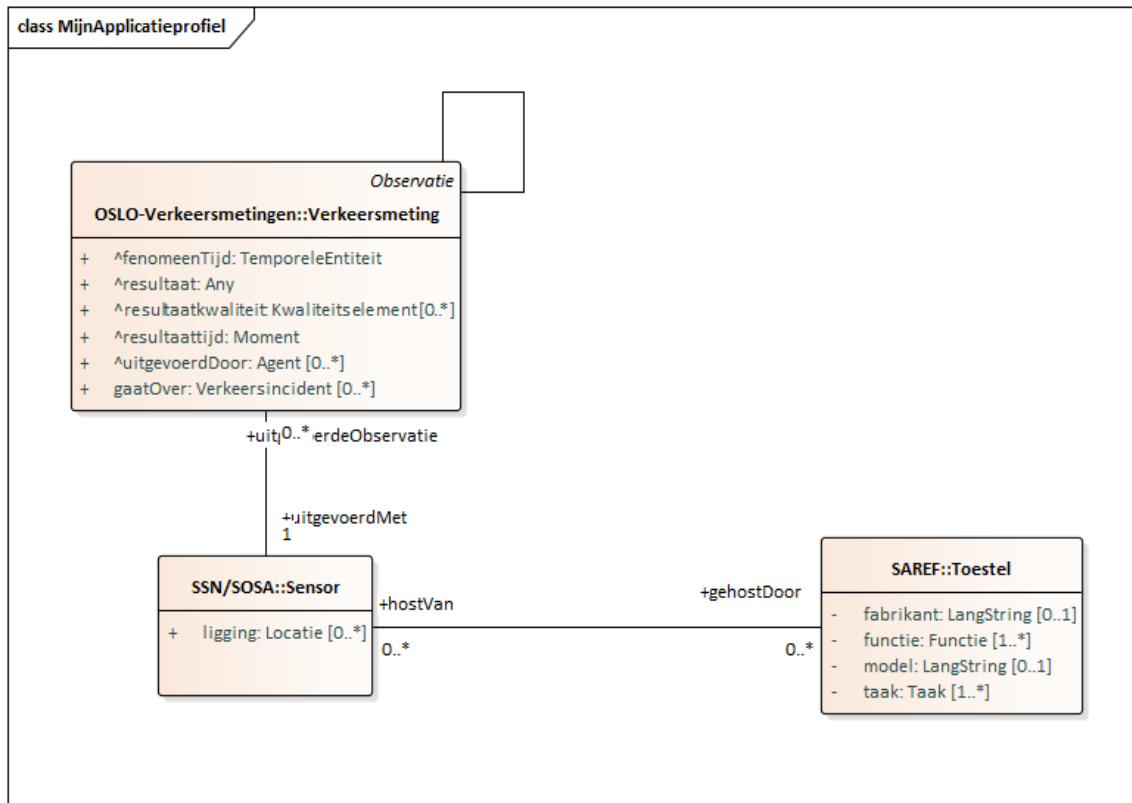 class MijnApplicatieprofiel
Observatie
OSLO-Verkeersmetingen::Verkeersmeting
+ ^fenomeenTijd: TemporeleEntiteit
+ ^resultaat: Any
+ ^resultaatkwaliteit: Kwaliteitselement[0..*]
+ ^resultaattijd: Moment
+ ^uitgevoerdDoor: Agent [0..*]
+ gaatOver: Verkeersincident [0..*]
0..*
+uitgevoerdMet
1
SSN/SOSA::Sensor
+ ligging: Locatie [0..*]
+hostVan
0..*
+gehostDoor
0..*
SAREF::Toestel
- fabrikant: LangString [0..1]
- functie: Functie [1..*]
- model: LangString [0..1]
- taak: Taak [1..*]